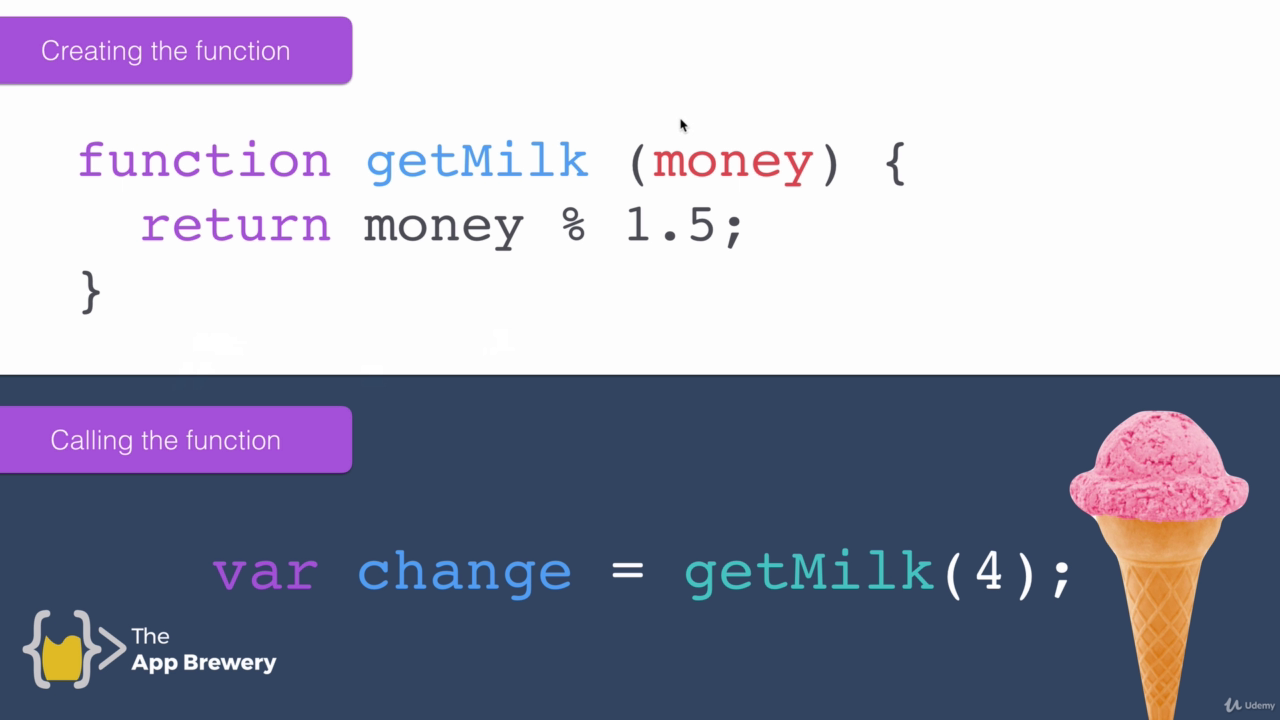 Creating the function
function getMilk (money) {
return money % 1.5;
}
Calling the function
var change = getMilk(4);
The
App Brewery
Udemy